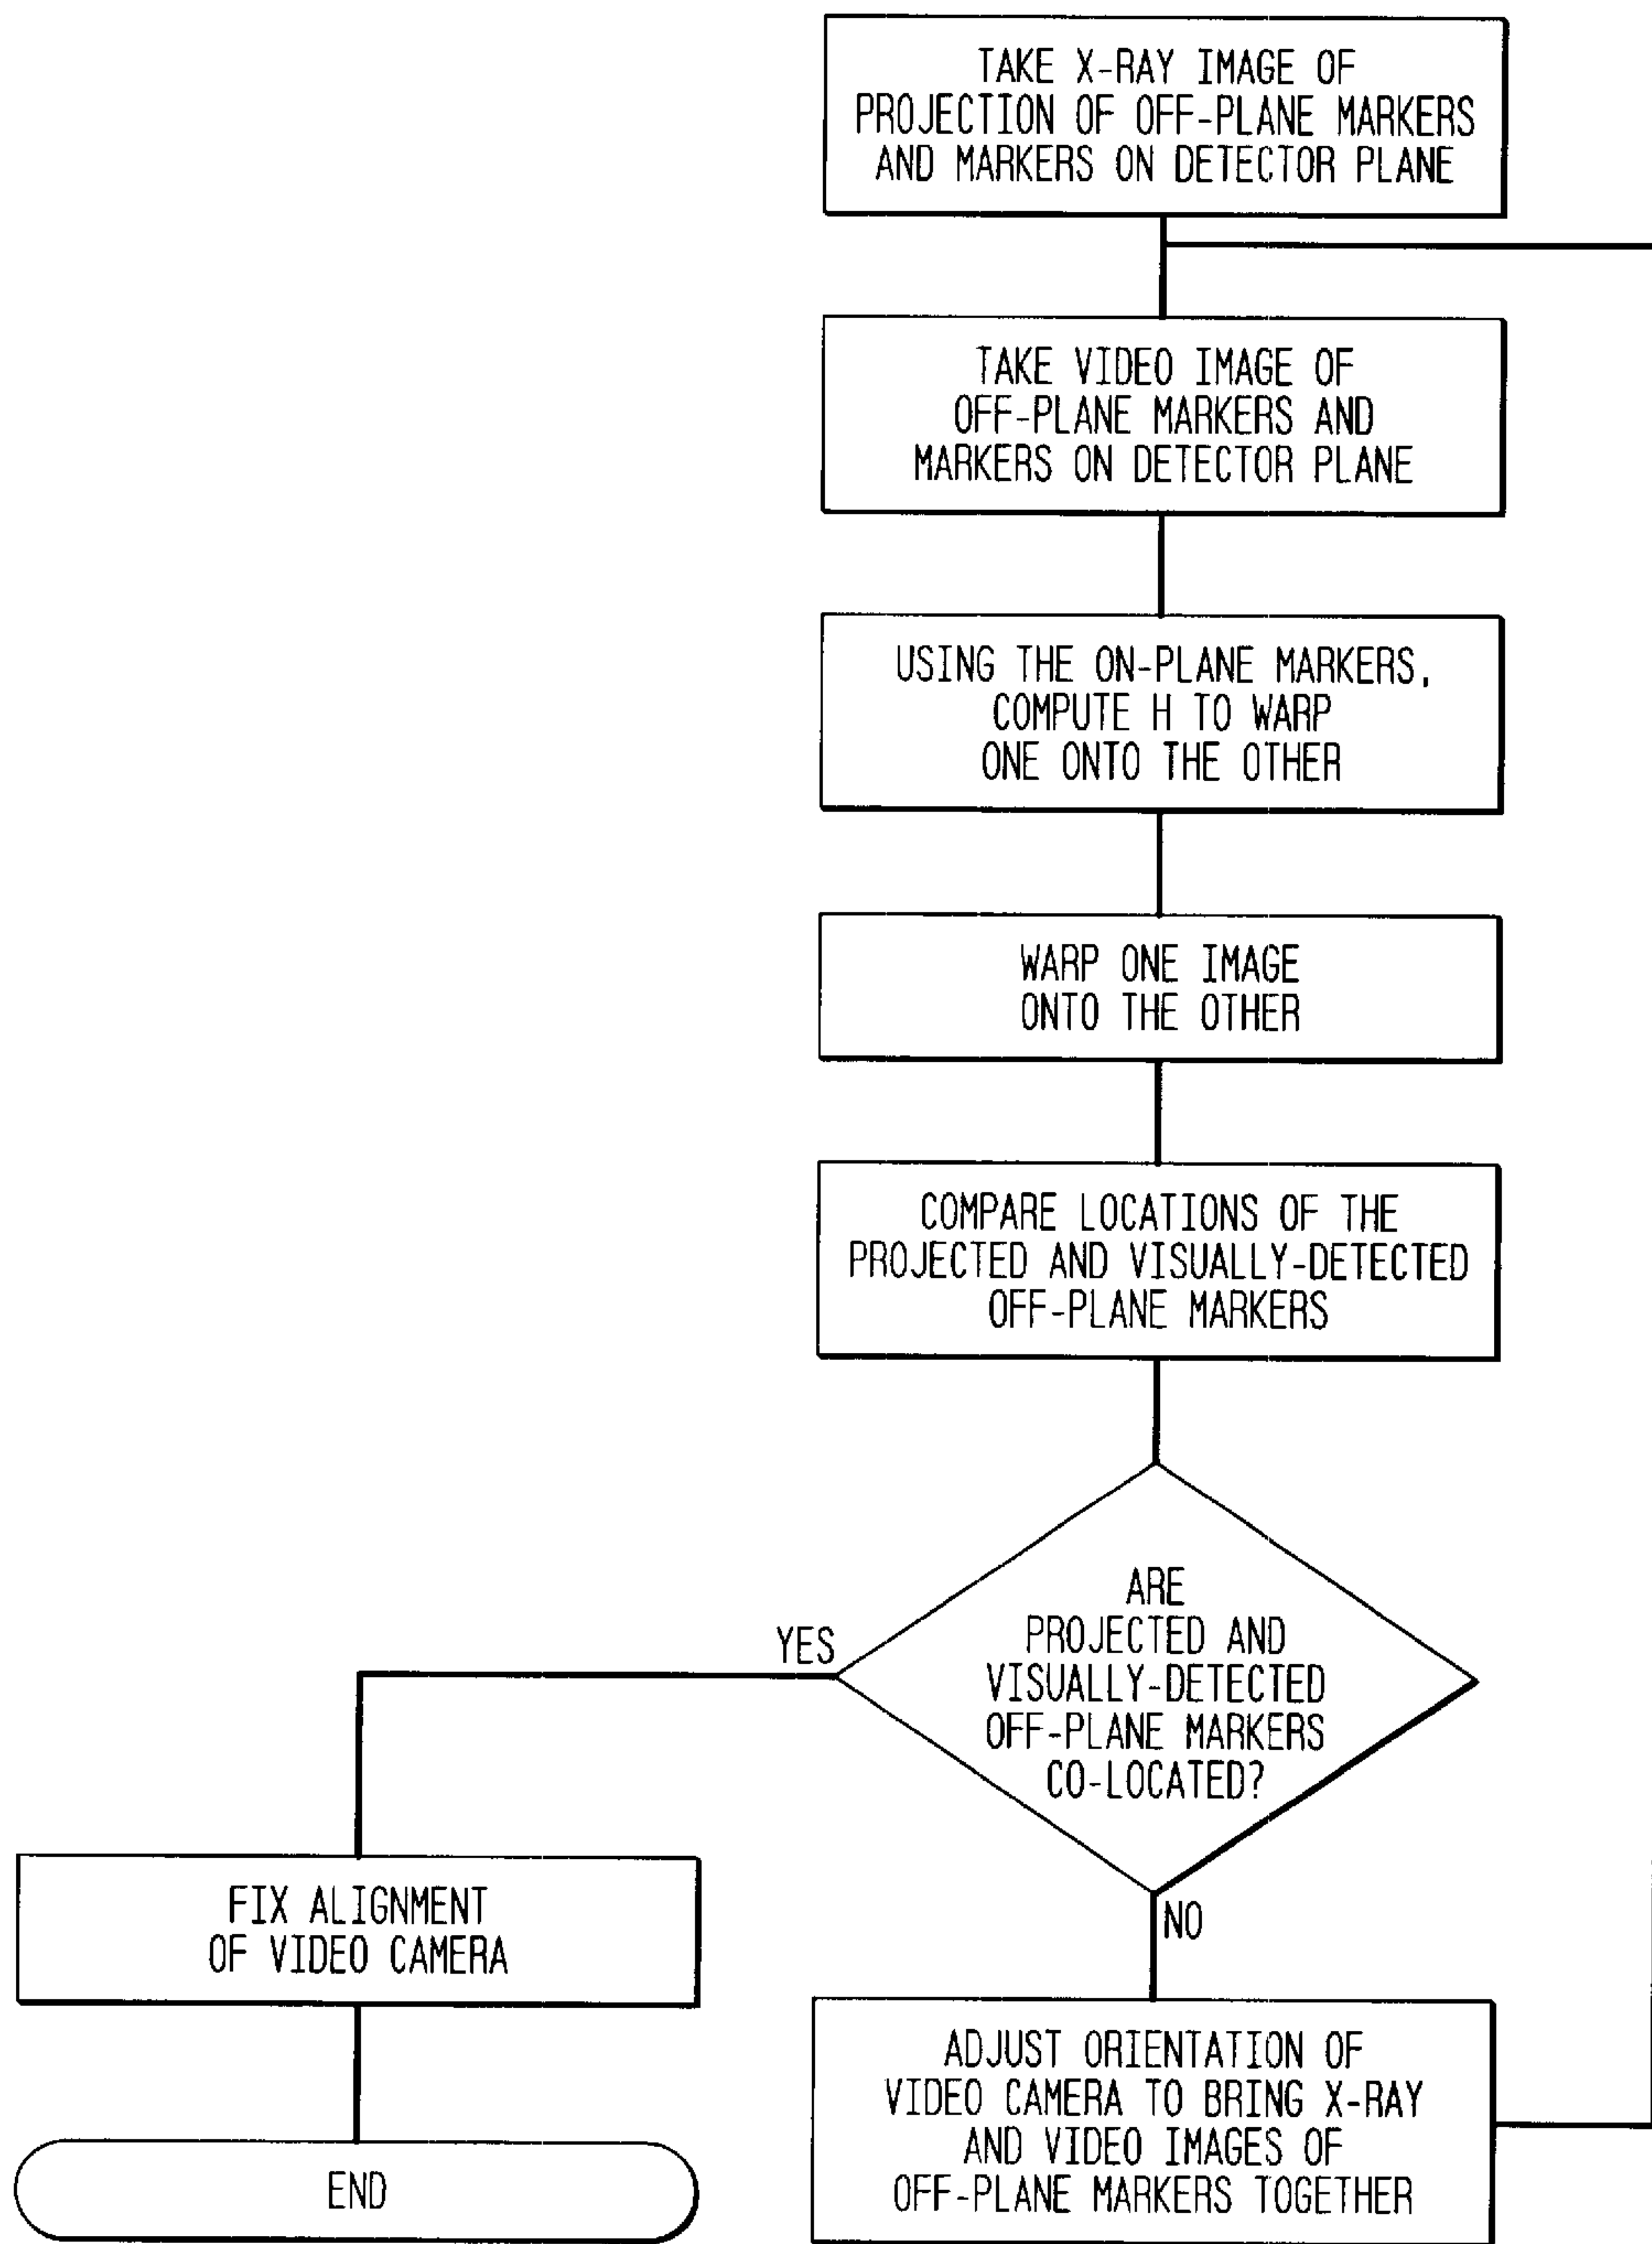 TAKE X-RAY IMAGE OF
PROJECTION OF OFF-PLANE MARKERS
AND MARKERS ON DETECTOR PLANE
TAKE VIDEO IMAGE OF
OFF-PLANE MARKERS AND
MARKERS ON DETECTOR PLANE
USING THE ON-PLANE MARKERS,
COMPUTE H TO WARP
ONE ONTO THE OTHER
WARP ONE IMAGE
ONTO THE OTHER
COMPARE LOCATIONS OF THE
PROJECTED AND VISUALLY-DETECTED
OFF-PLANE MARKERS
ARE
PROJECTED AND
VISUALLY-DETECTED
OFF-PLANE MARKERS
CO-LOCATED?
YES
NO
FIX ALIGNMENT
OF VIDEO CAMERA
END
ADJUST ORIENTATION OF
VIDEO CAMERA TO BRING X-RAY
AND VIDEO IMAGES OF
OFF-PLANE MARKERS TOGETHER